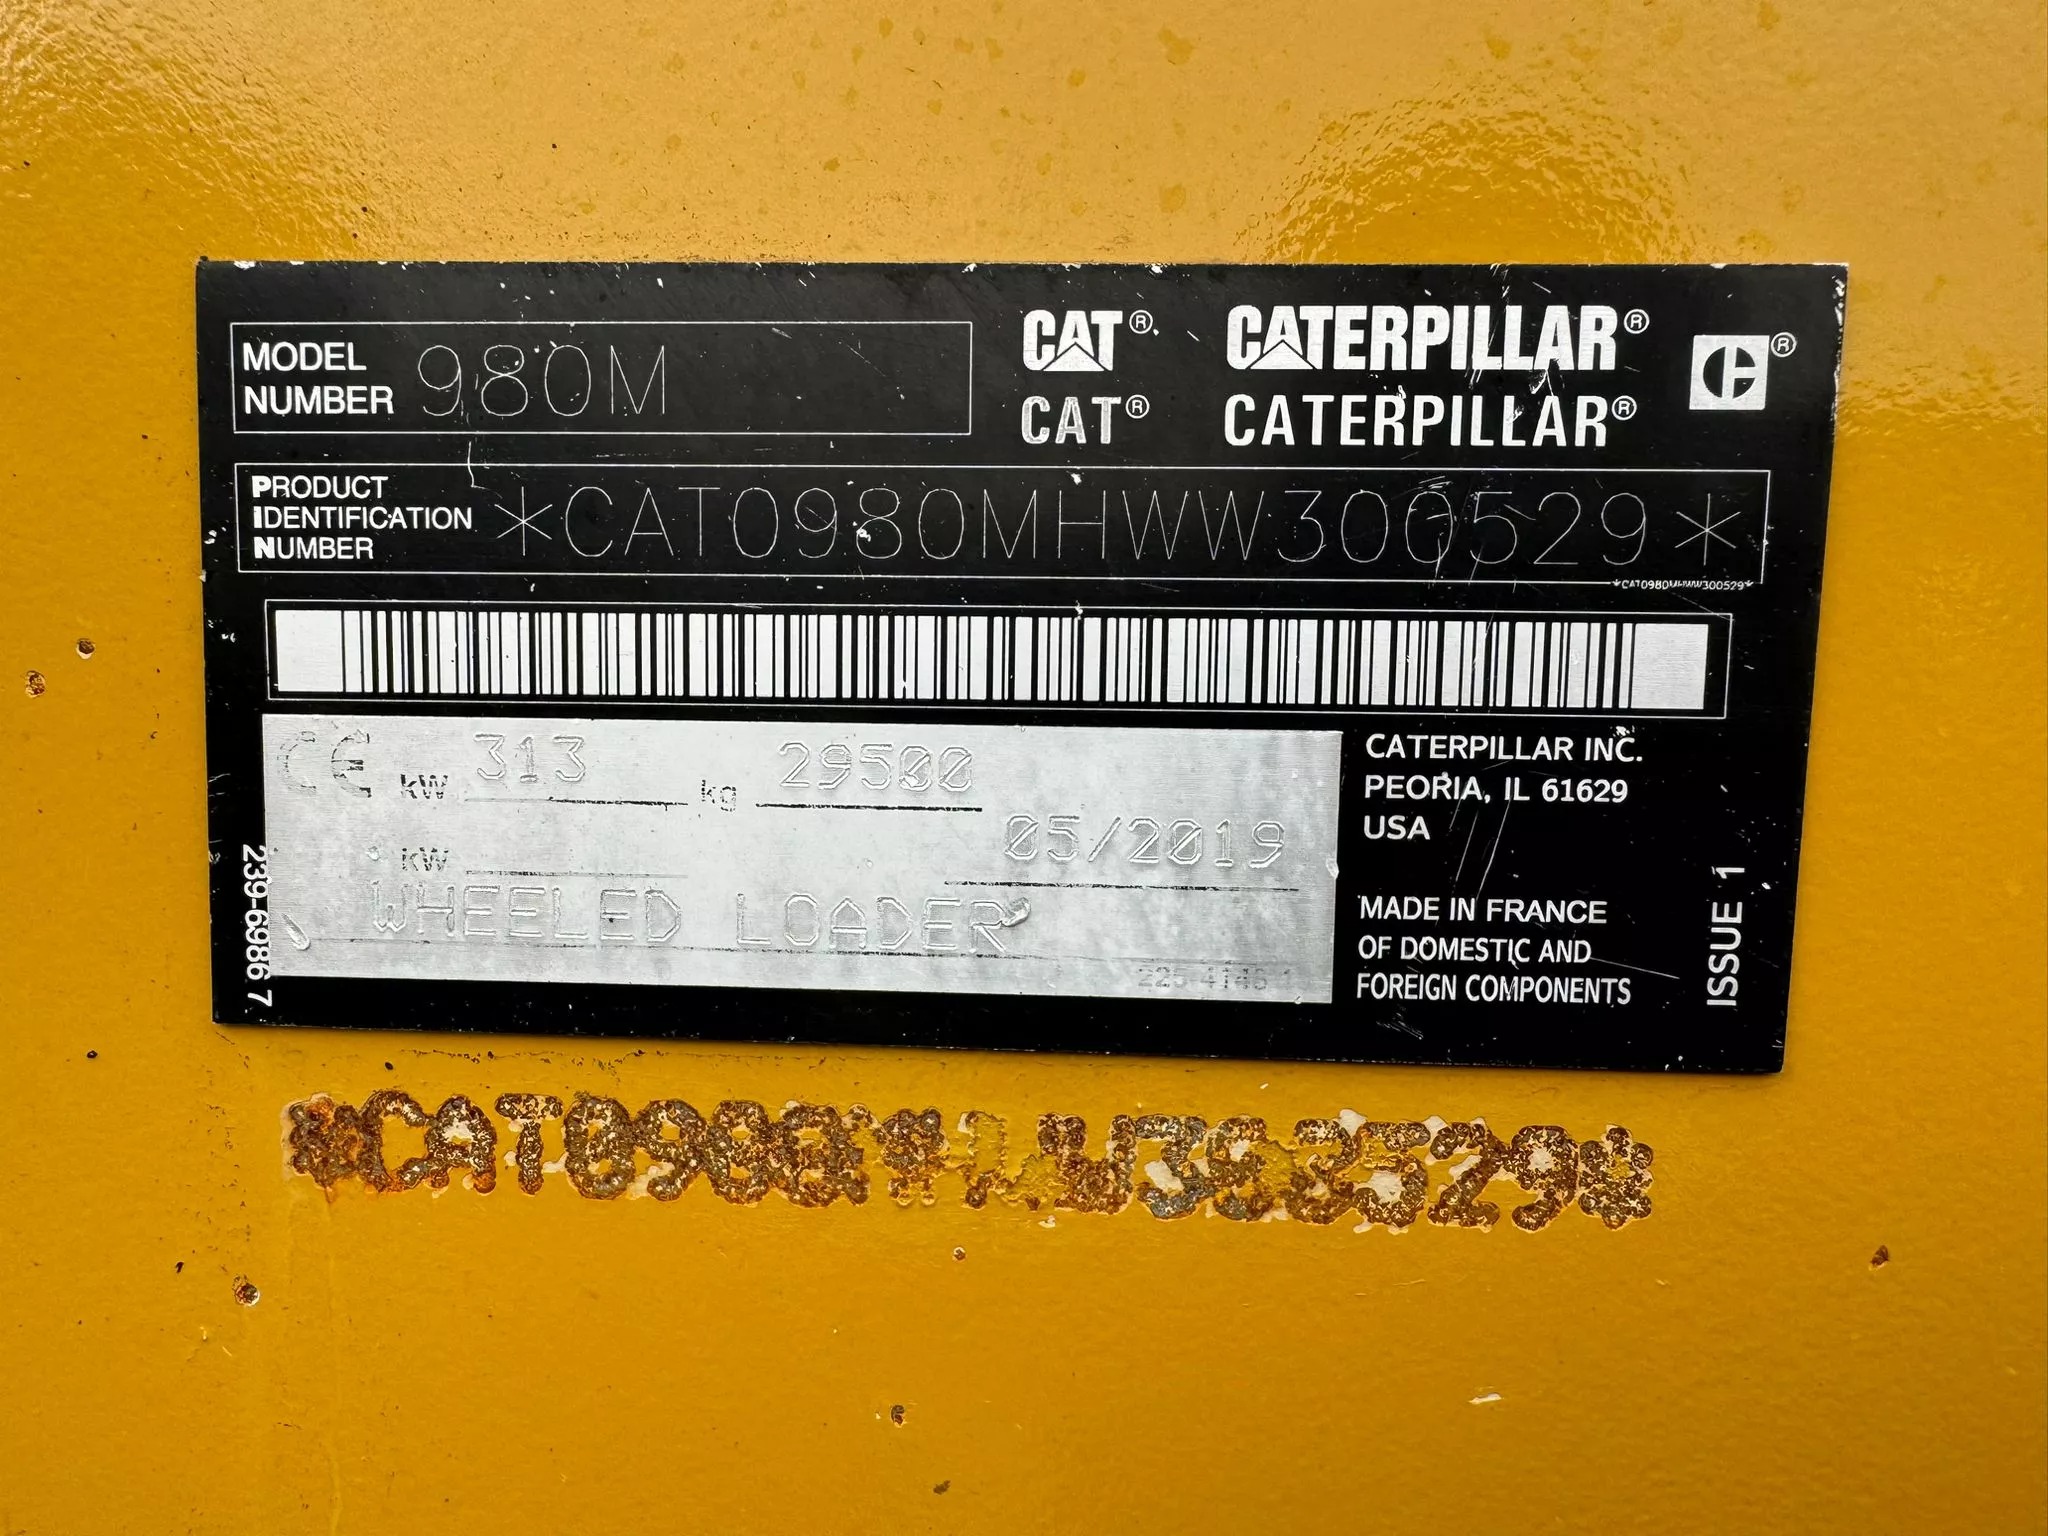 MODEL NUMBER 980M
CAT® CATERPILLAR®
CAT® CATERPILLAR®
PRODUCT IDENTIFICATION NUMBER *CAT0980MHWW300529*
*CAT0980MHWW300529*
CE kW 313 kg 29500
kW 05/2019
WHEELED LOADER
239-6986 7
CATERPILLAR INC.
PEORIA, IL 61629
USA
MADE IN FRANCE
OF DOMESTIC AND
FOREIGN COMPONENTS
ISSUE 1